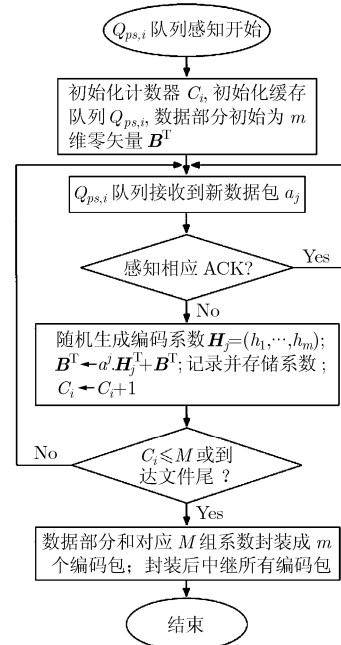 Q_{ps,i} 队列感知开始
初始化计数器 C_i, 初始化缓存
队列 Q_{ps,i}, 数据部分初始为 m
维零矢量 B^T
Q_{ps,i} 队列接收到新数据包 a_j
感知相应 ACK?
Yes
No
随机生成编码系数 H_j=(h_1,···,h_m);
B^T←a^j.H_j^T+B^T; 记录并存储系数;
C_i←C_i+1
No
C_i⩽M 或到
达文件尾 ?
Yes
数据部分和对应 M 组系数封装成 m
个编码包; 封装后中继所有编码包
结束